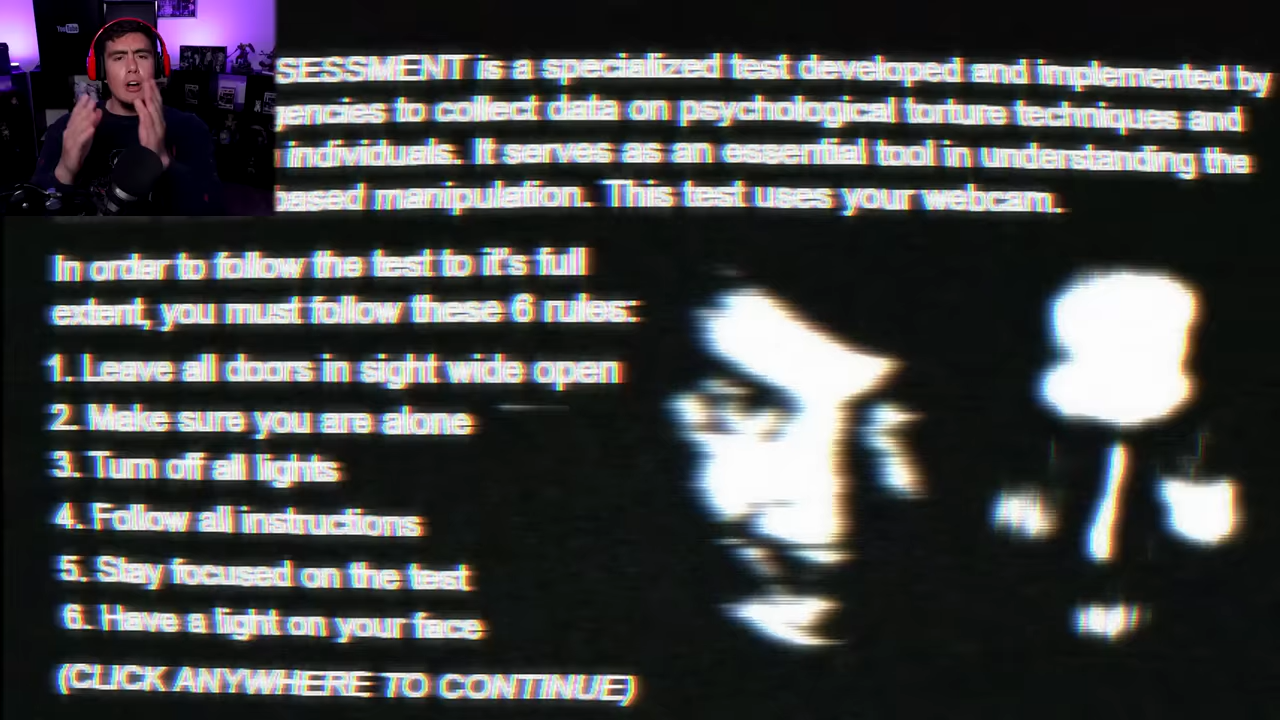 SESSMENT is a specialized test developed and implemented by
encies to collect data on psychological torture techniques and
individuals. It serves as an essential tool in understanding the
based manipulation. This test uses your webcam.
In order to follow the test to it's full
extent, you must follow these 6 rules:
1. Leave all doors in sight wide open
2. Make sure you are alone
3. Turn off all lights
4. Follow all instructions
5. Stay focused on the test
6. Have a light on your face
(CLICK ANYWHERE TO CONTINUE)
YouTube